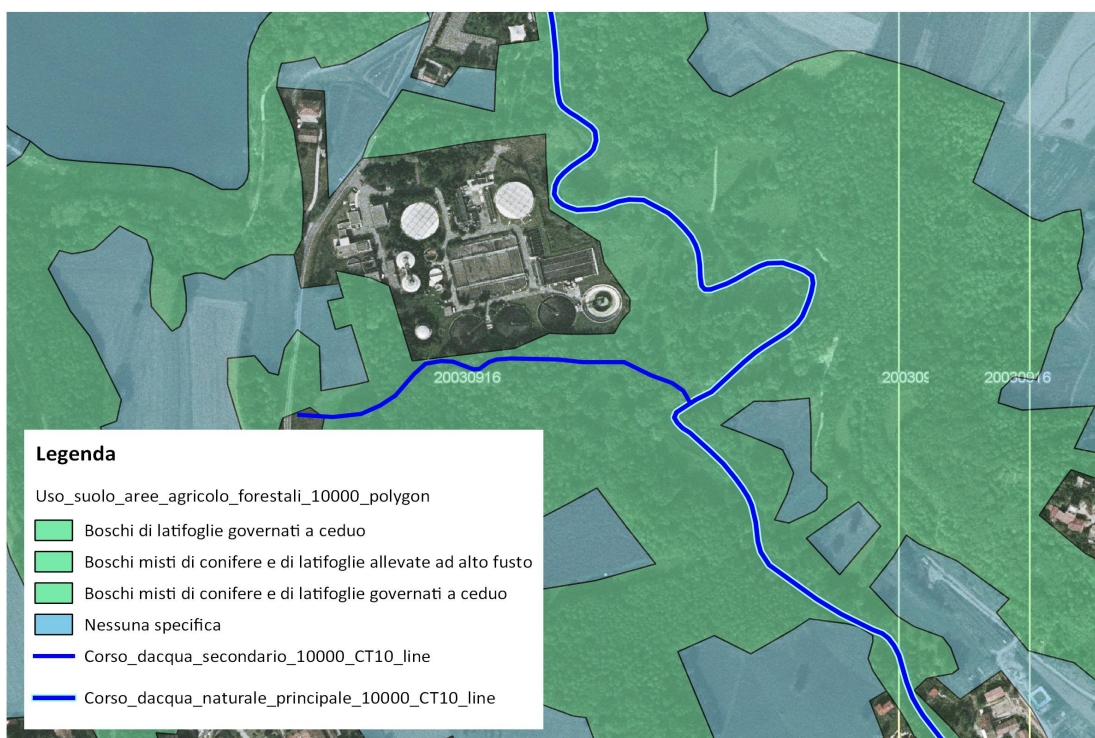 20030916
20030916
Legenda
Uso_suolo_aree_agricolo_forestali_10000_polygon
Boschi di latifoglie governati a ceduo
Boschi misti di conifere e di latifoglie allevate ad alto fusto
Boschi misti di conifere e di latifoglie governati a ceduo
Nessuna specifica
Corso_dacqua_secondario_10000_CT10_line
Corso_dacqua_naturale_principale_10000_CT10_line